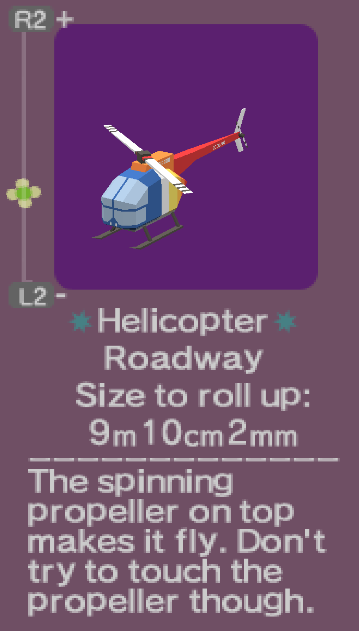 R2 +
L2 -
Helicopter
Roadway
Size to roll up:
9m10cm2mm
The spinning
propeller on top
makes it fly. Don't
try to touch the
propeller though.